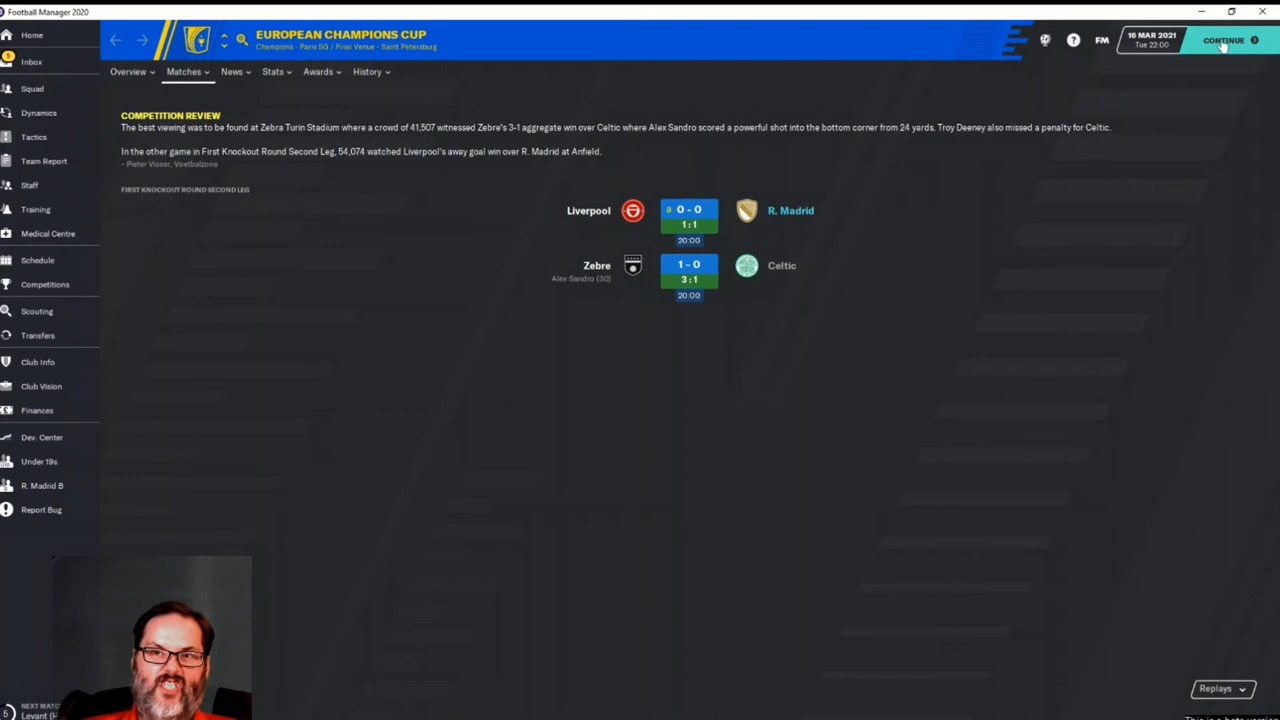 Football Manager 2020
Home
EUROPEAN CHAMPIONS CUP
Champions - Paris SG / Final Venue - Saint Petersburg
FM
16 MAR 2021
Tue 22:00
CONTINUE
5
Inbox
Overview
Matches
News
Stats
Awards
History
Squad
Dynamics
Tactics
Team Report
Staff
Training
Medical Centre
Schedule
Competitions
Scouting
Transfers
Club Info
Club Vision
Finances
Dev. Center
Under 19s
R. Madrid B
Report Bug
COMPETITION REVIEW
The best viewing was to be found at Zebra Turin Stadium where a crowd of 41,507 witnessed Zebre's 3-1 aggregate win over Celtic where Alex Sandro scored a powerful shot into the bottom corner from 24 yards. Troy Deeney also missed a penalty for Celtic.
In the other game in First Knockout Round Second Leg, 54,074 watched Liverpool's away goal win over R. Madrid at Anfield.
- Pieter Visser, Voetbalzone
FIRST KNOCKOUT ROUND SECOND LEG
Liverpool 0 - 0 R. Madrid
1 : 1
20:00
Zebre 1 - 0 Celtic
Alex Sandro (30) 3 : 1
20:00
Replays
5
NEXT MATC
Levant (H